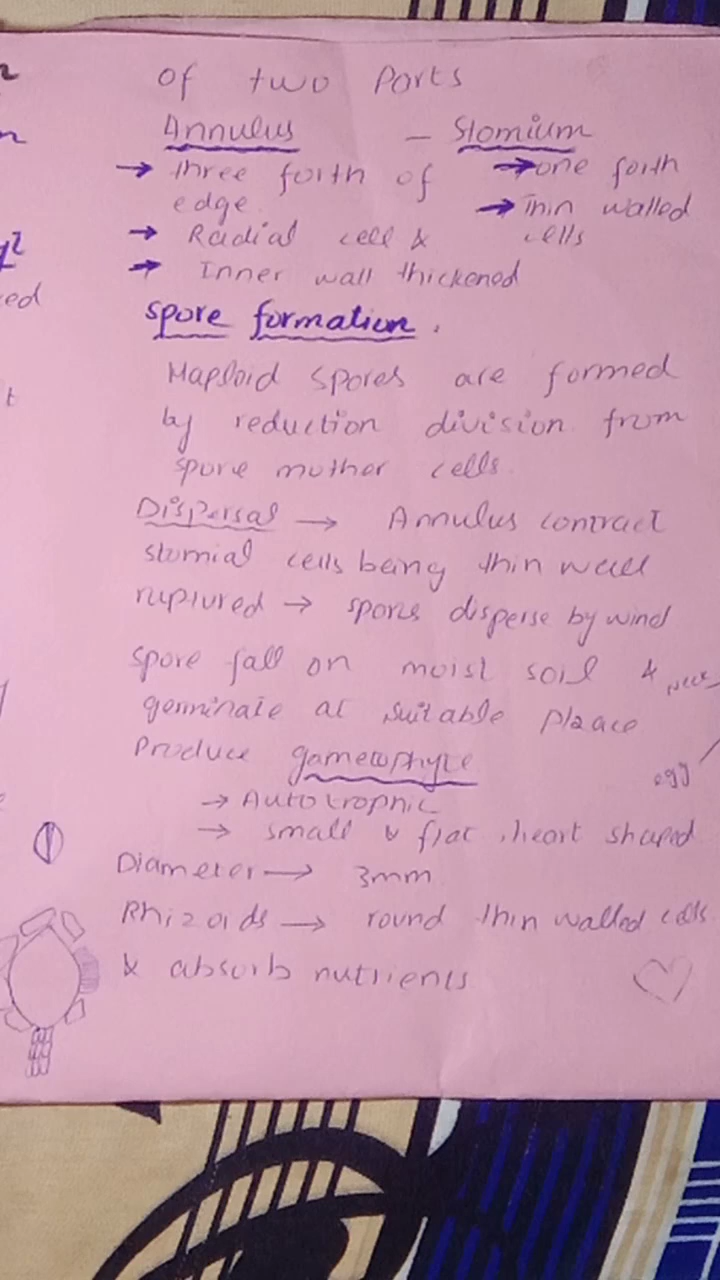 of two Parts
Annulus – Stomium
→ three forth of → one forth
edge → Thin walled
→ Radial cell & cells
→ Inner wall thickened
Spore formation.
Haploid spores are formed
by reduction division from
spore mother cells.
Dispersal → Annulus contract
stomial cells being thin wall
ruptured → spores disperse by wind
spore fall on moist soil &
germinate at suitable plaace
Produce gametophyte
egg
→ Autotrophic
→ small & flat, heart shaped
Diameter → 3mm
Rhizoids → round thin walled cells
& absorb nutrients